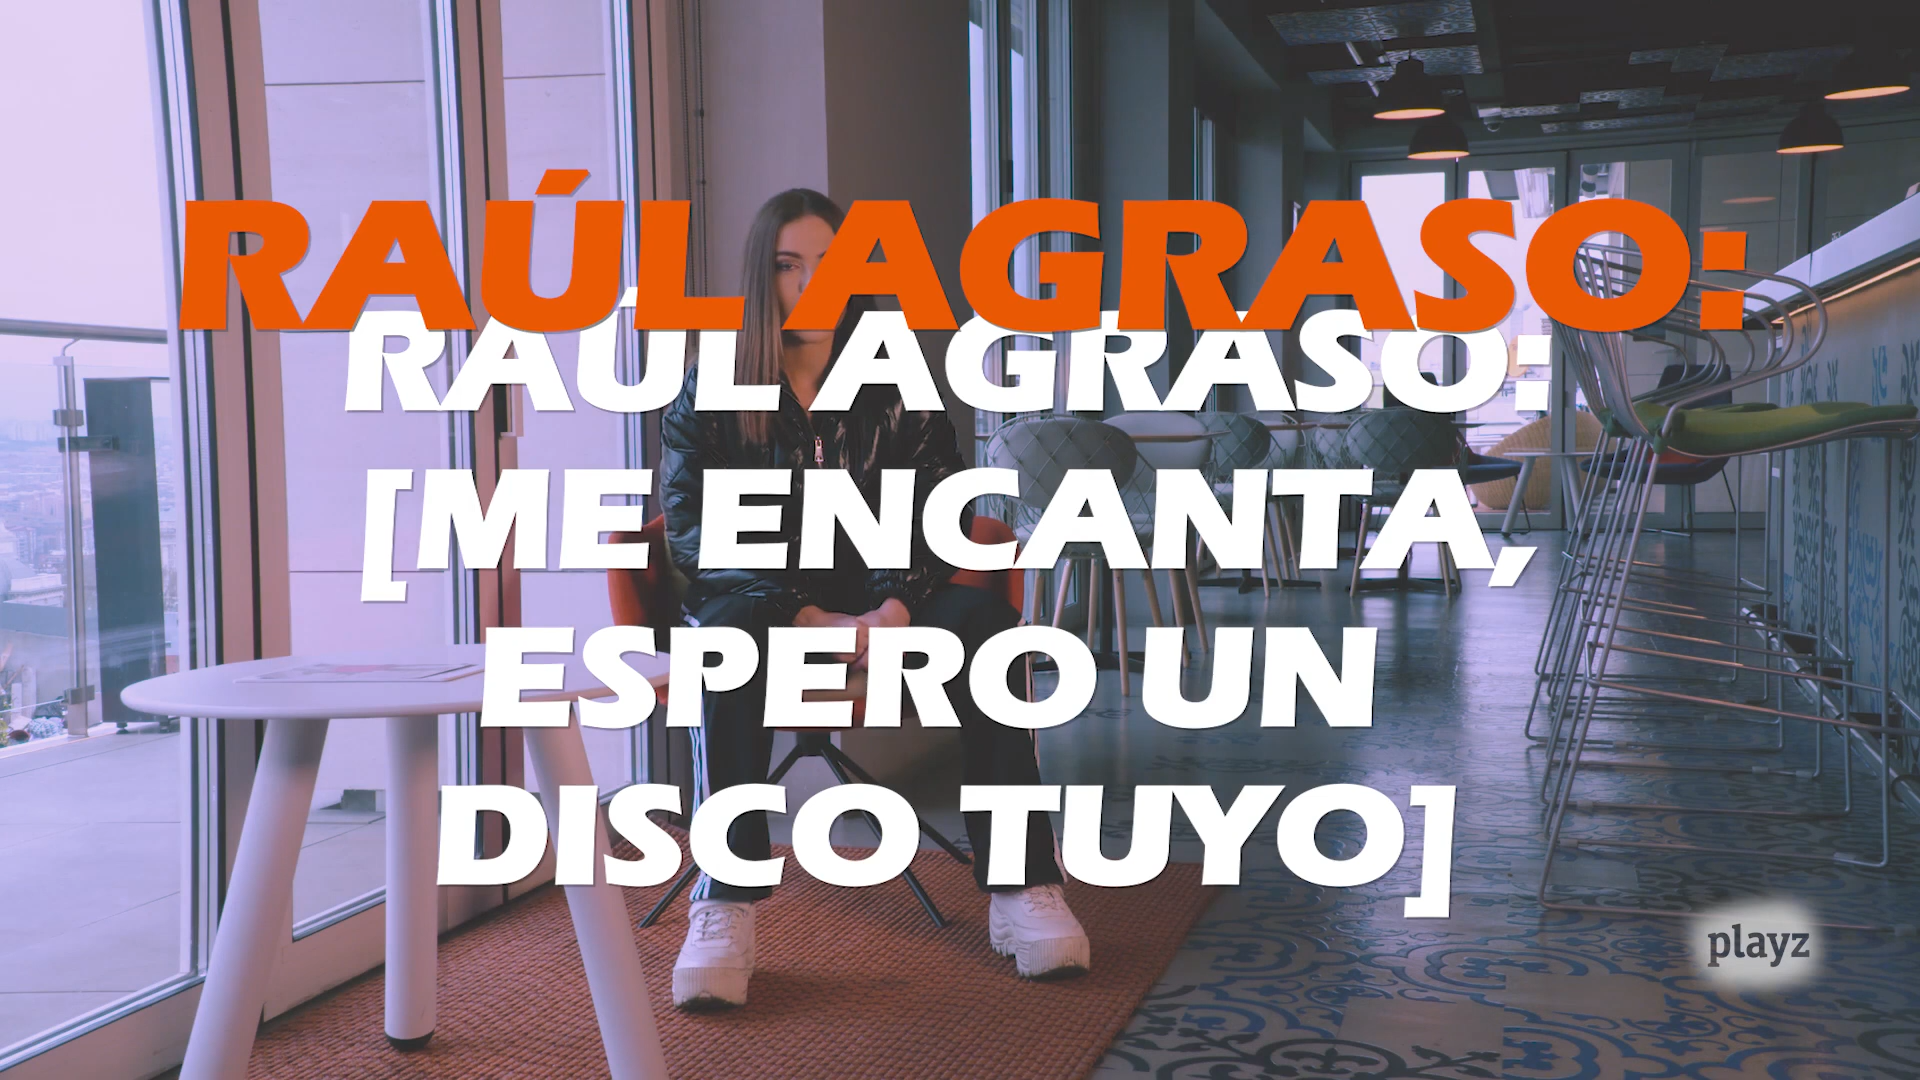 RAÚL AGRASO:
RAÚL AGRASO:
[ME ENCANTA,
ESPERO UN
DISCO TUYO]
playz